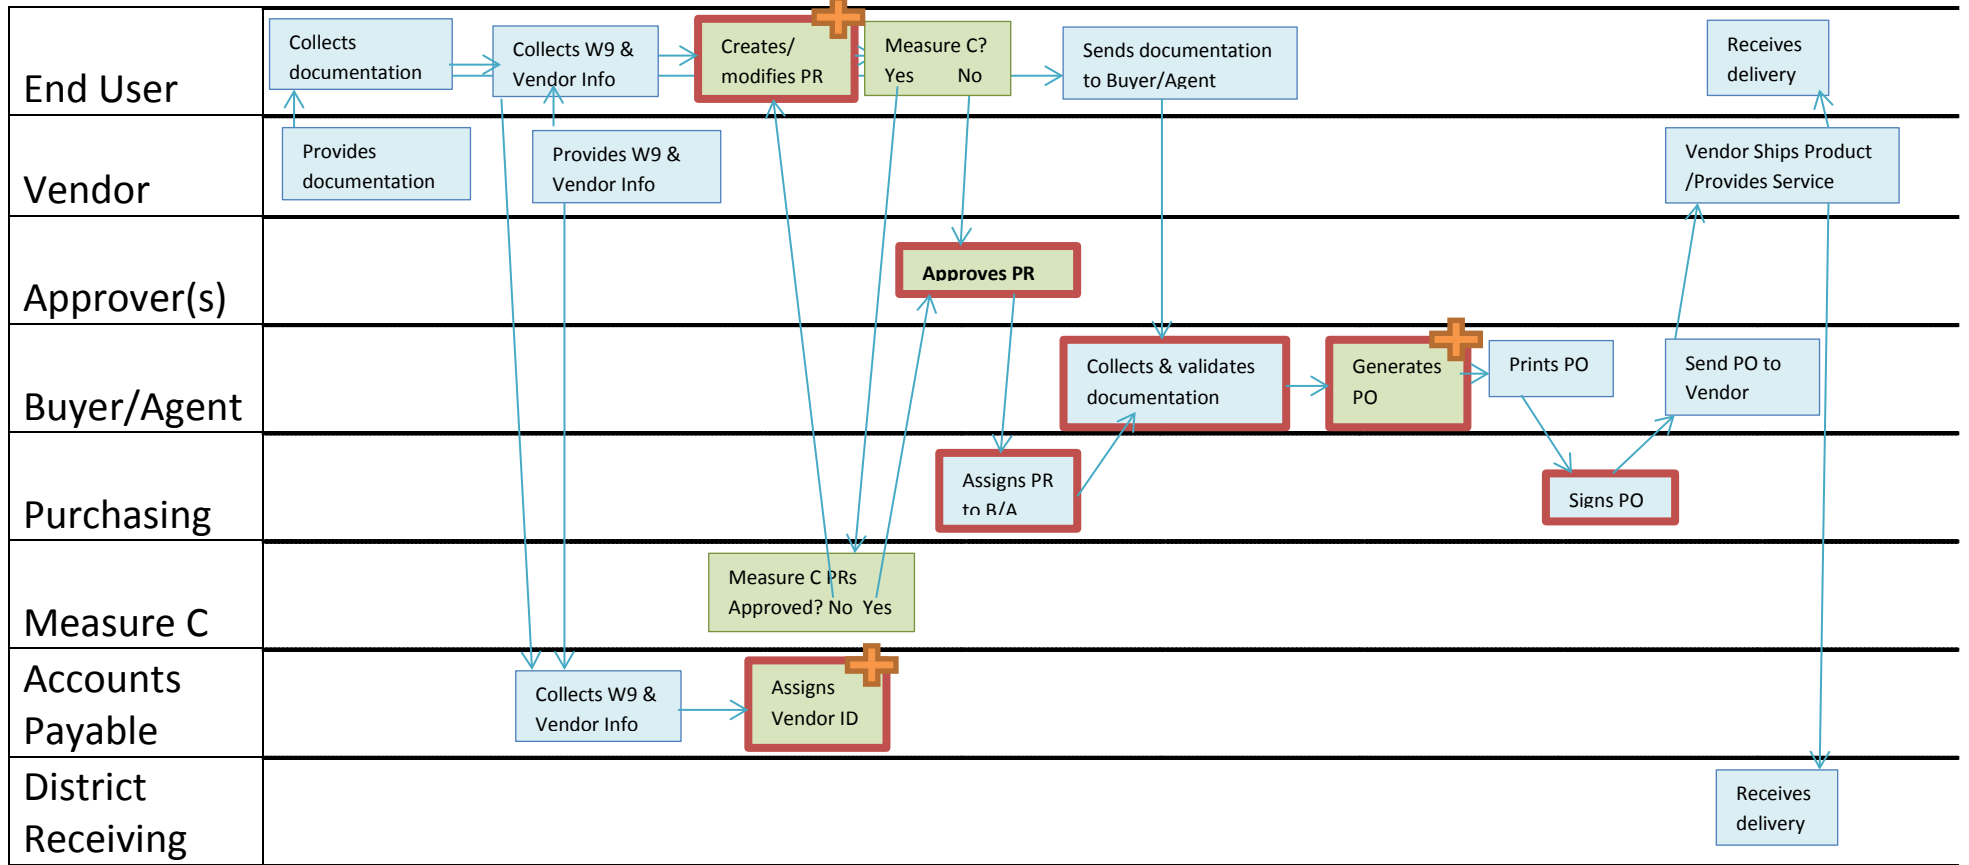 End User
Collects
documentation
Collects W9 &
Vendor Info
Creates/
modifies PR
Measure C?
Yes No
Sends documentation
to Buyer/Agent
Receives
delivery
Vendor
Provides
documentation
Provides W9 &
Vendor Info
Vendor Ships Product
/Provides Service
Approver(s)
Approves PR
Buyer/Agent
Collects & validates
documentation
Generates
PO
Prints PO
Send PO to
Vendor
Purchasing
Assigns PR
to B/A
Signs PO
Measure C
Measure C PRs
Approved? No Yes
Accounts
Payable
Collects W9 &
Vendor Info
Assigns
Vendor ID
District
Receiving
Receives
delivery